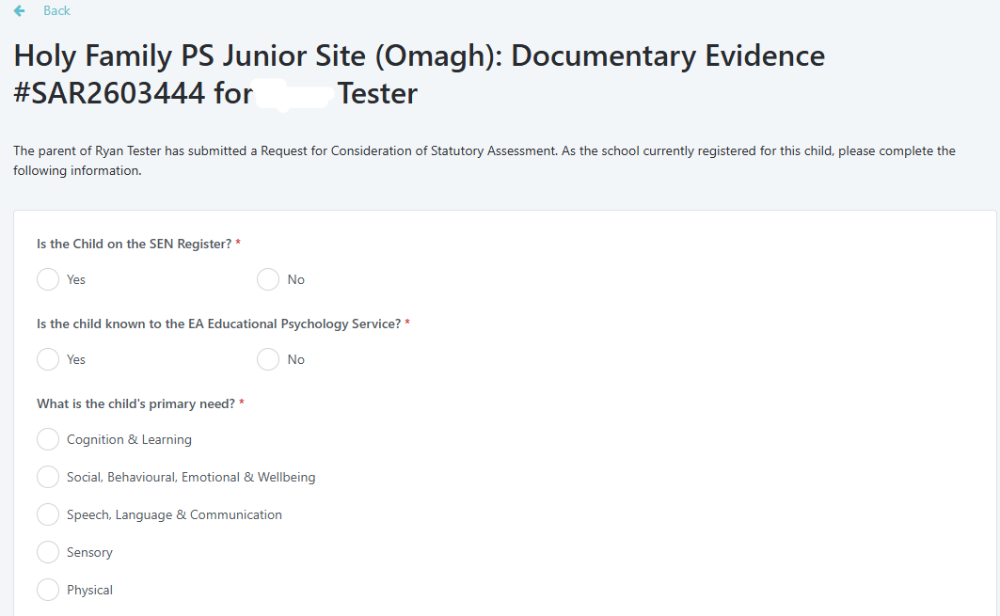 Back
Holy Family PS Junior Site (Omagh): Documentary Evidence
#SAR2603444 for Tester
The parent of Ryan Tester has submitted a Request for Consideration of Statutory Assessment. As the school currently registered for this child, please complete the
following information.
Is the Child on the SEN Register? *
Yes No
Is the child known to the EA Educational Psychology Service? *
Yes No
What is the child's primary need? *
Cognition & Learning
Social, Behavioural, Emotional & Wellbeing
Speech, Language & Communication
Sensory
Physical